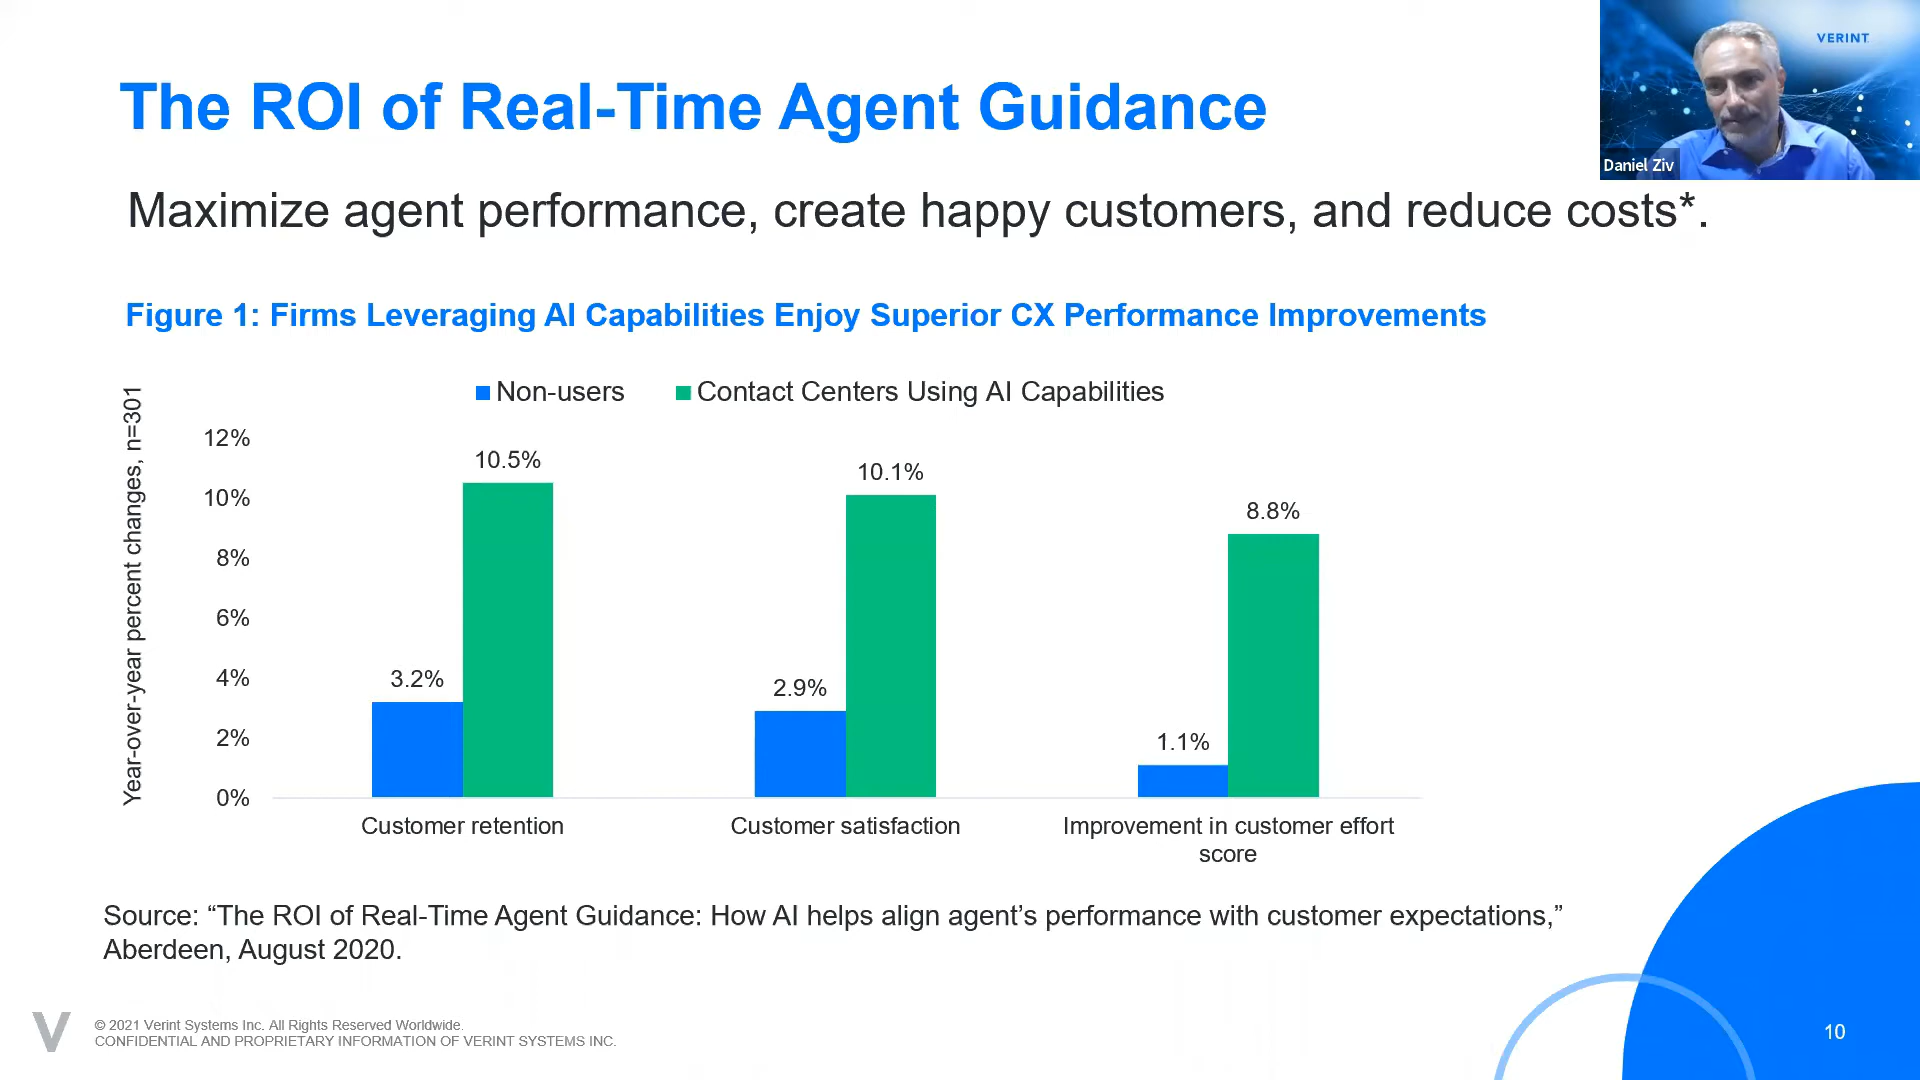 VERINT
Daniel Ziv
The ROI of Real-Time Agent Guidance
Maximize agent performance, create happy customers, and reduce costs*.
Figure 1: Firms Leveraging AI Capabilities Enjoy Superior CX Performance Improvements
Non-users
Contact Centers Using AI Capabilities
Year-over-year percent changes, n=301
12%
10%
8%
6%
4%
2%
0%
3.2%
10.5%
2.9%
10.1%
1.1%
8.8%
Customer retention
Customer satisfaction
Improvement in customer effort
score
Source: “The ROI of Real-Time Agent Guidance: How AI helps align agent’s performance with customer expectations,”
Aberdeen, August 2020.
V
© 2021 Verint Systems Inc. All Rights Reserved Worldwide.
CONFIDENTIAL AND PROPRIETARY INFORMATION OF VERINT SYSTEMS INC.
10